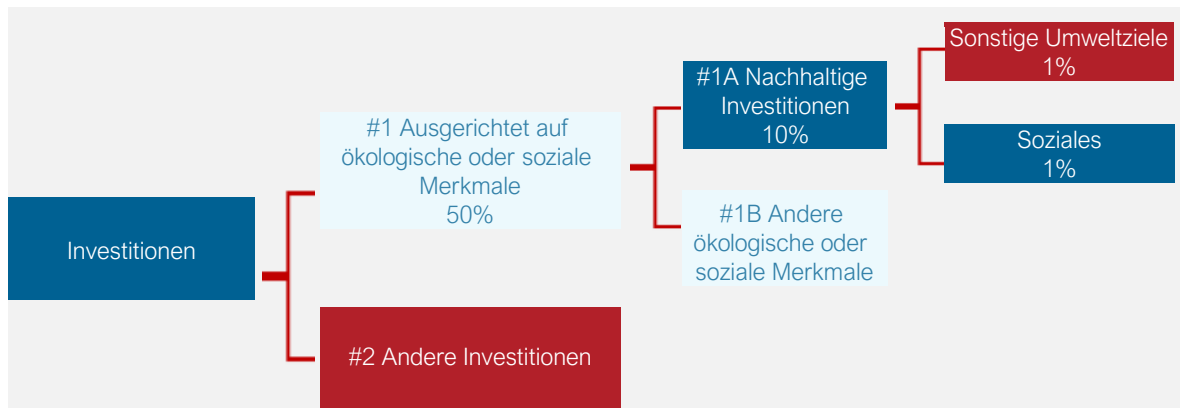 Investitionen
#1 Ausgerichtet auf
ökologische oder soziale
Merkmale
50%
#2 Andere Investitionen
#1A Nachhaltige
Investitionen
10%
#1B Andere
ökologische oder
soziale Merkmale
Sonstige Umweltziele
1%
Soziales
1%